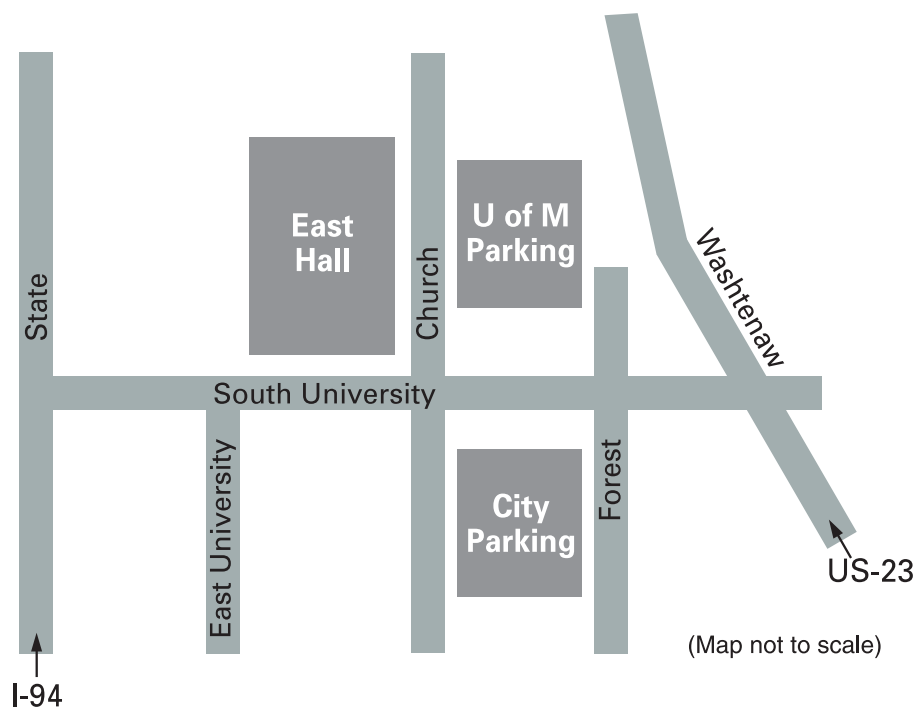 East
Hall
U of M
Parking
State
Church
Washtenaw
South University
East University
Forest
City
Parking
US-23
(Map not to scale)
I-94